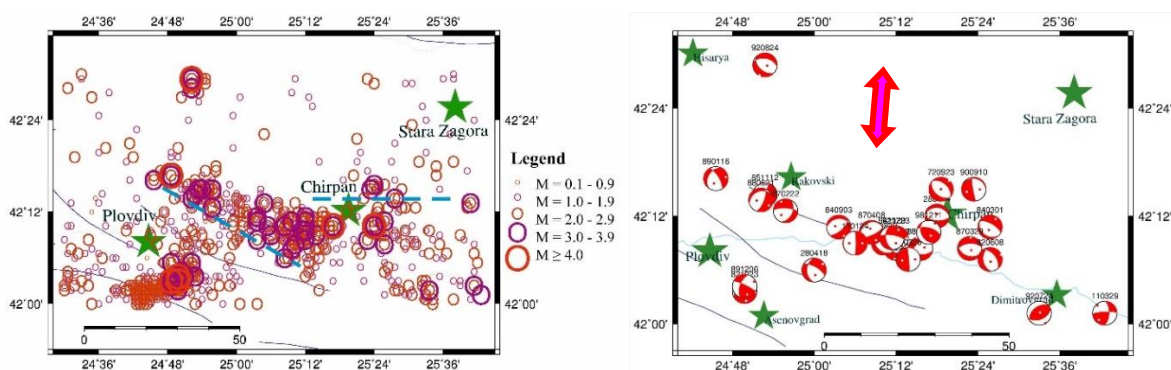 24°36' 24°48' 25°00' 25°12' 25°24' 25°36'
42°24' 42°24'
42°12' 42°12'
42°00' 42°00'
Stara Zagora
Chirpan
Plovdiv
0 50
24°36' 24°48' 25°00' 25°12' 25°24' 25°36'
Legend
M = 0.1 - 0.9
M = 1.0 - 1.9
M = 2.0 - 2.9
M = 3.0 - 3.9
M ≥ 4.0
24°48' 25°00' 25°12' 25°24' 25°36'
Hisarya
920824
42°24' 42°24'
Stara Zagora
890116
Rakovski
720923 900910
42°12' 42°12'
840903 870408
Chirpan
840301
Plovdiv
280418
Dimitrovgrad
110329
42°00' 42°00'
Asenovgrad
0 50
24°48' 25°00' 25°12' 25°24' 25°36'